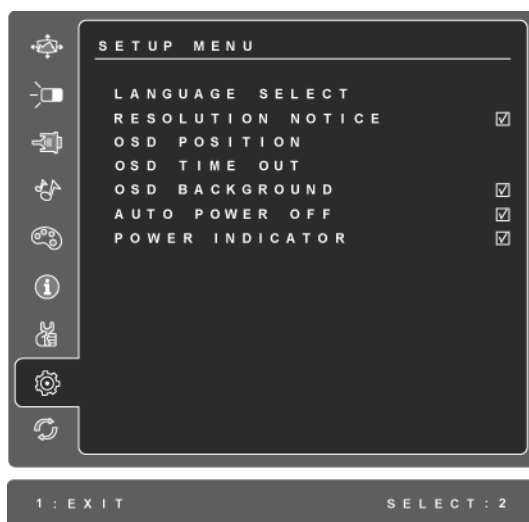 SETUP MENU
LANGUAGE SELECT
RESOLUTION NOTICE
OSD POSITION
OSD TIME OUT
OSD BACKGROUND
AUTO POWER OFF
POWER INDICATOR
1:EXIT SELECT:2